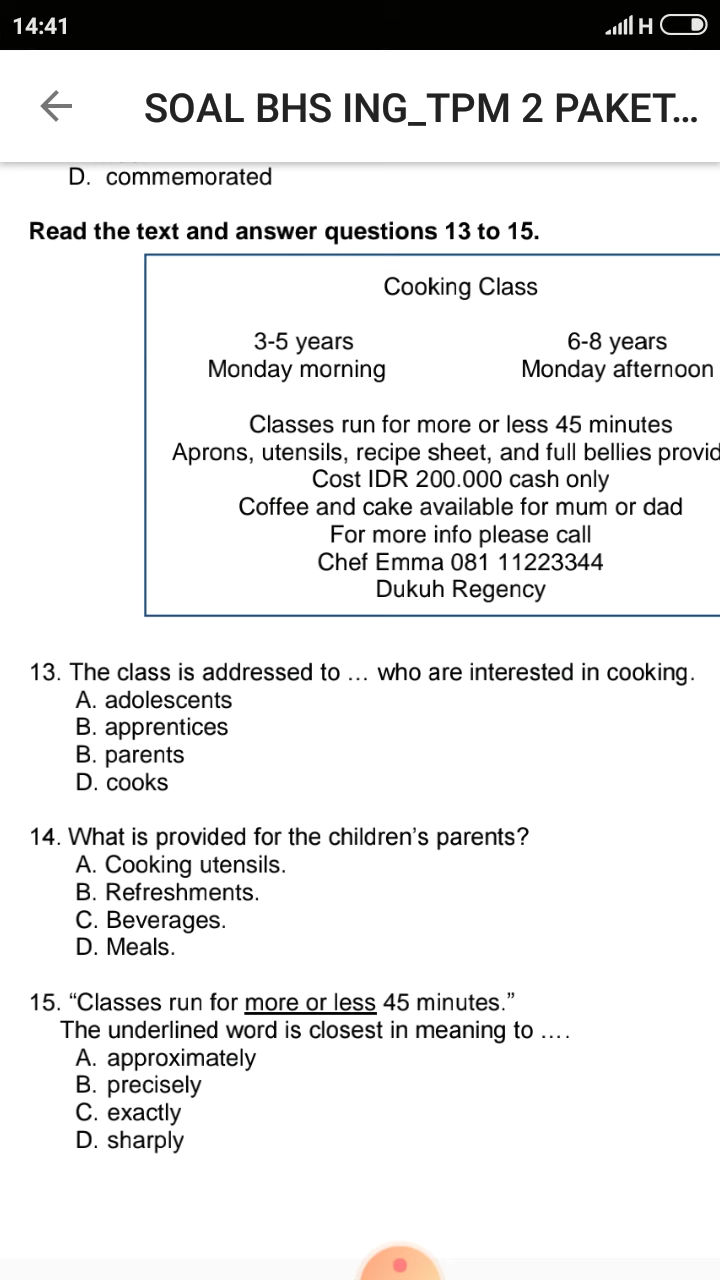 14:41 H
SOAL BHS ING_TPM 2 PAKET...
D. commemorated
Read the text and answer questions 13 to 15.
Cooking Class
3-5 years 6-8 years
Monday morning Monday afternoon
Classes run for more or less 45 minutes
Aprons, utensils, recipe sheet, and full bellies provid
Cost IDR 200.000 cash only
Coffee and cake available for mum or dad
For more info please call
Chef Emma 081 11223344
Dukuh Regency
13. The class is addressed to ... who are interested in cooking.
A. adolescents
B. apprentices
B. parents
D. cooks
14. What is provided for the children's parents?
A. Cooking utensils.
B. Refreshments.
C. Beverages.
D. Meals.
15. “Classes run for more or less 45 minutes.”
The underlined word is closest in meaning to ....
A. approximately
B. precisely
C. exactly
D. sharply